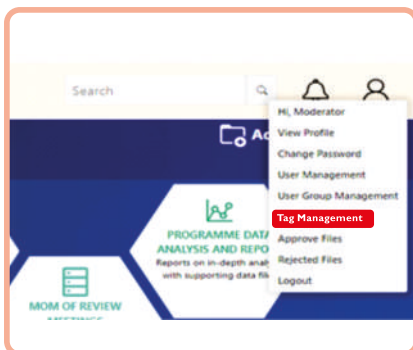 Search
Hi, Moderator
View Profile
Change Password
User Management
User Group Management
Tag Management
Approve Files
Rejected Files
Logout
PROGRAMME DATA
ANALYSIS AND REPO
Reports on in-depth analy
with supporting data fil
MOM OF REVIEW